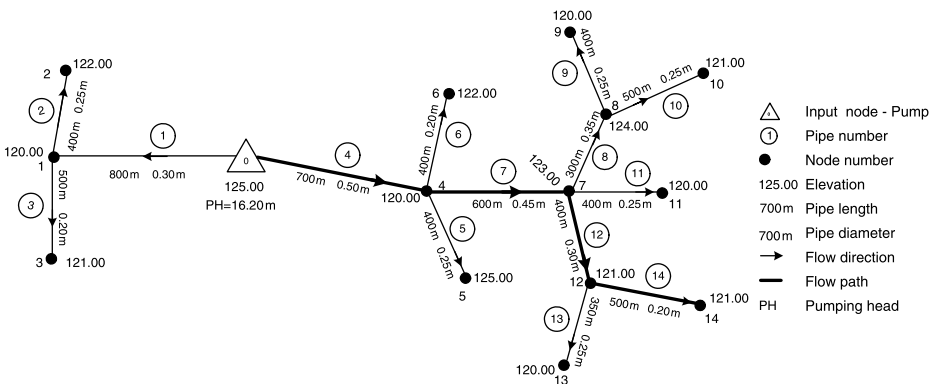 120.00
9
400m 0.25m
9
121.00
10
500m 0.25m
10
8
124.00
122.00
2
2
400m 0.25m
120.00
1
1
800m 0.30m
500m 0.20m
3
3
121.00
0
125.00
PH=16.20m
4
700m 0.50m
6
122.00
400m 0.20m
6
4
120.00
400m 0.25m
5
125.00
5
7
600m 0.45m
123.00
7
300m 0.35m
8
11
400m 0.25m
120.00
11
400m 0.30m
12
121.00
12
14
500m 0.20m
121.00
14
13
350m 0.25m
120.00
13
0 Input node - Pump
1 Pipe number
Node number
125.00 Elevation
700m Pipe length
700m Pipe diameter
Flow direction
Flow path
PH Pumping head